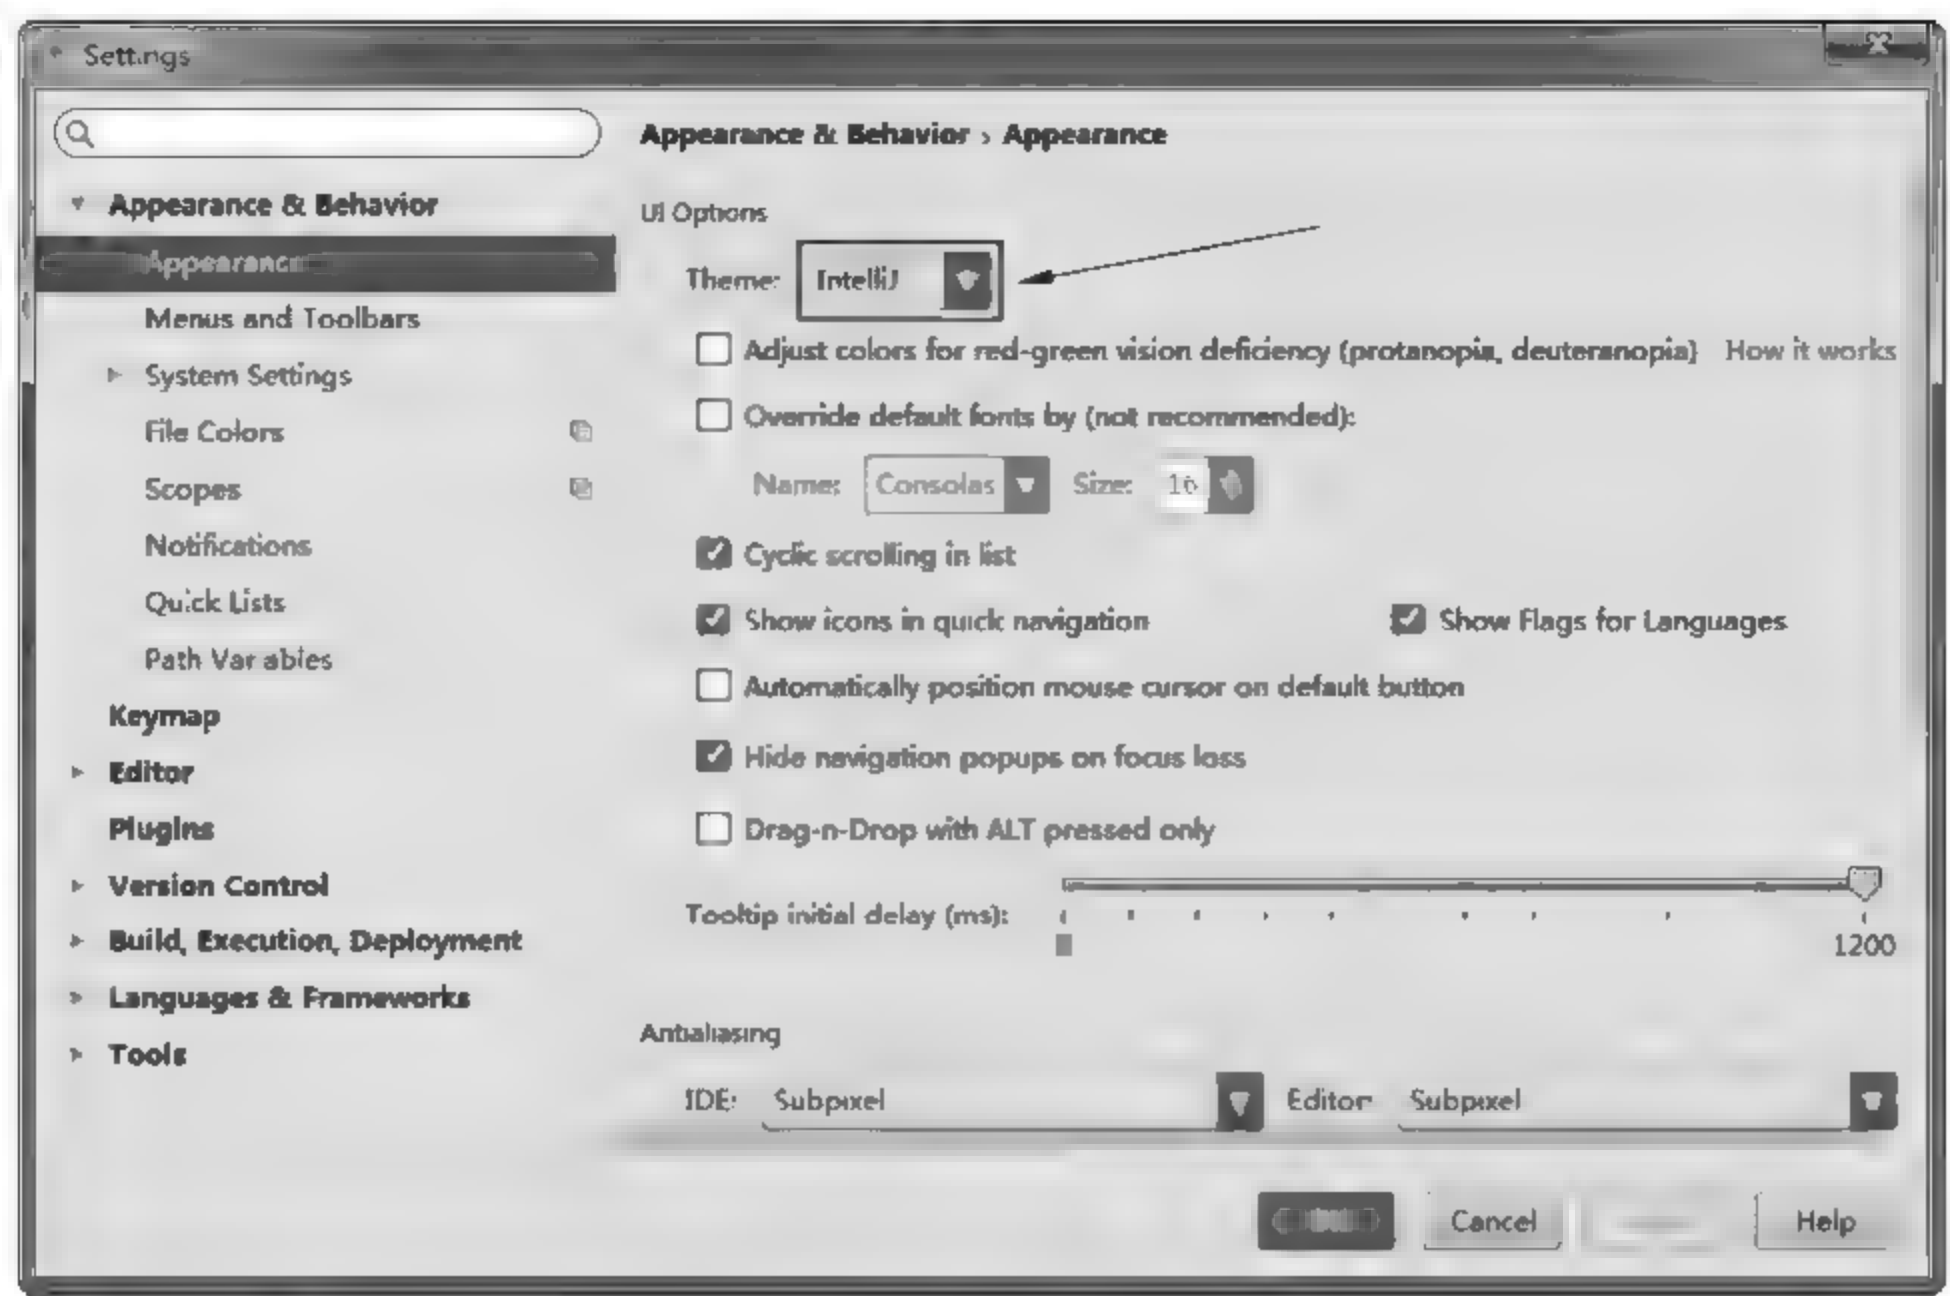 Settings
Appearance & Behavior › Appearance
Appearance & Behavior
Appearance
Menus and Toolbars
System Settings
File Colors
Scopes
Notifications
Quick Lists
Path Variables
Keymap
Editor
Plugins
Version Control
Build, Execution, Deployment
Languages & Frameworks
Tools
UI Options
Theme: IntelliJ
Adjust colors for red-green vision deficiency (protanopia, deuteranopia) How it works
Override default fonts by (not recommended):
Name: Consolas Size: 16
Cyclic scrolling in list
Show icons in quick navigation Show Flags for Languages
Automatically position mouse cursor on default button
Hide navigation popups on focus loss
Drag-n-Drop with ALT pressed only
Tooltip initial delay (ms):
1200
Antialiasing
IDE: Subpixel Editor: Subpixel
Cancel Help